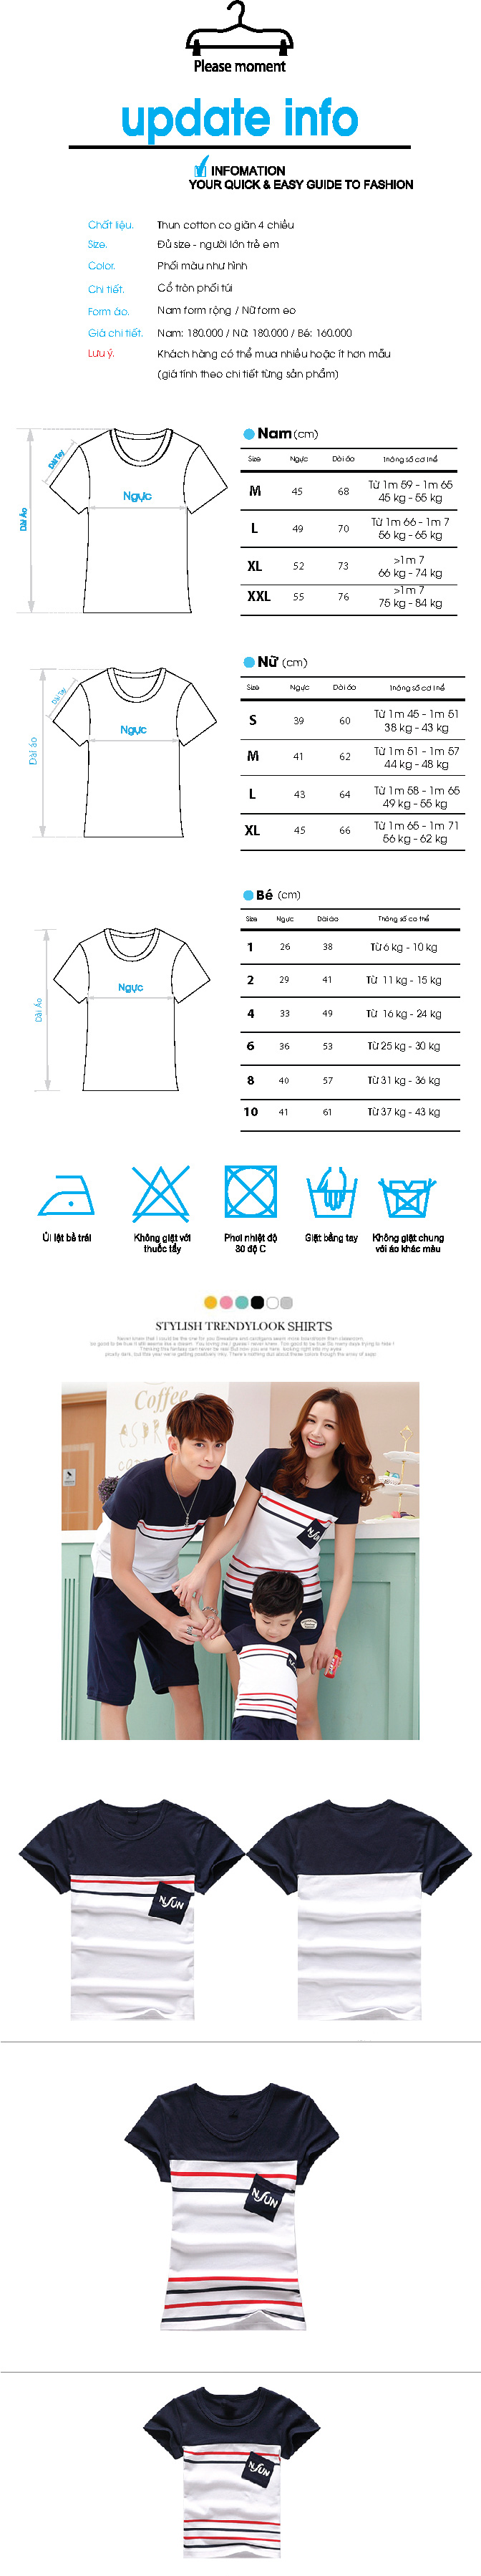 Please moment
update info
INFOMATION
YOUR QUICK & EASY GUIDE TO FASHION
Chất liệu. Thun cotton co giãn 4 chiều
Size. Đủ size - người lớn trẻ em
Color. Phối màu như hình
Chi tiết. Cổ tròn phối túi
Form áo. Nam form rộng / Nữ form eo
Giá chi tiết. Nam: 180.000 / Nữ: 180.000 / Bé: 160.000
Lưu ý. Khách hàng có thể mua nhiều hoặc ít hơn mẫu
(giá tính theo chi tiết từng sản phẩm)
Dài Tay
Ngực
Dài Áo
Nam (cm)
Size Ngực Dài áo thông số cơ thể
M 45 68 Từ 1m 59 - 1m 65
45 kg - 55 kg
L 49 70 Từ 1m 66 - 1m 7
56 kg - 65 kg
XL 52 73 >1m 7
66 kg - 74 kg
XXL 55 76 >1m 7
75 kg - 84 kg
Dài Tay
Ngực
Dài áo
Nữ (cm)
Size Ngực Dài áo thông số cơ thể
S 39 60 Từ 1m 45 - 1m 51
38 kg - 43 kg
M 41 62 Từ 1m 51 - 1m 57
44 kg - 48 kg
L 43 64 Từ 1m 58 - 1m 65
49 kg - 55 kg
XL 45 66 Từ 1m 65 - 1m 71
56 kg - 62 kg
Ngực
Dài Áo
Bé (cm)
Size Ngực Dài áo Thông số cơ thể
1 26 38 Từ 6 kg - 10 kg
2 29 41 Từ 11 kg - 15 kg
4 33 49 Từ 16 kg - 24 kg
6 36 53 Từ 25 kg - 30 kg
8 40 57 Từ 31 kg - 36 kg
10 41 61 Từ 37 kg - 43 kg
Ủi lật bề trái
Không giặt với
thuốc tẩy
Phơi nhiệt độ
30 độ C
Giặt bằng tay
Không giặt chung
với áo khác màu
STYLISH TRENDYLOOK SHIRTS
Coffee
NSUN
NSUN
NSUN
NSUN